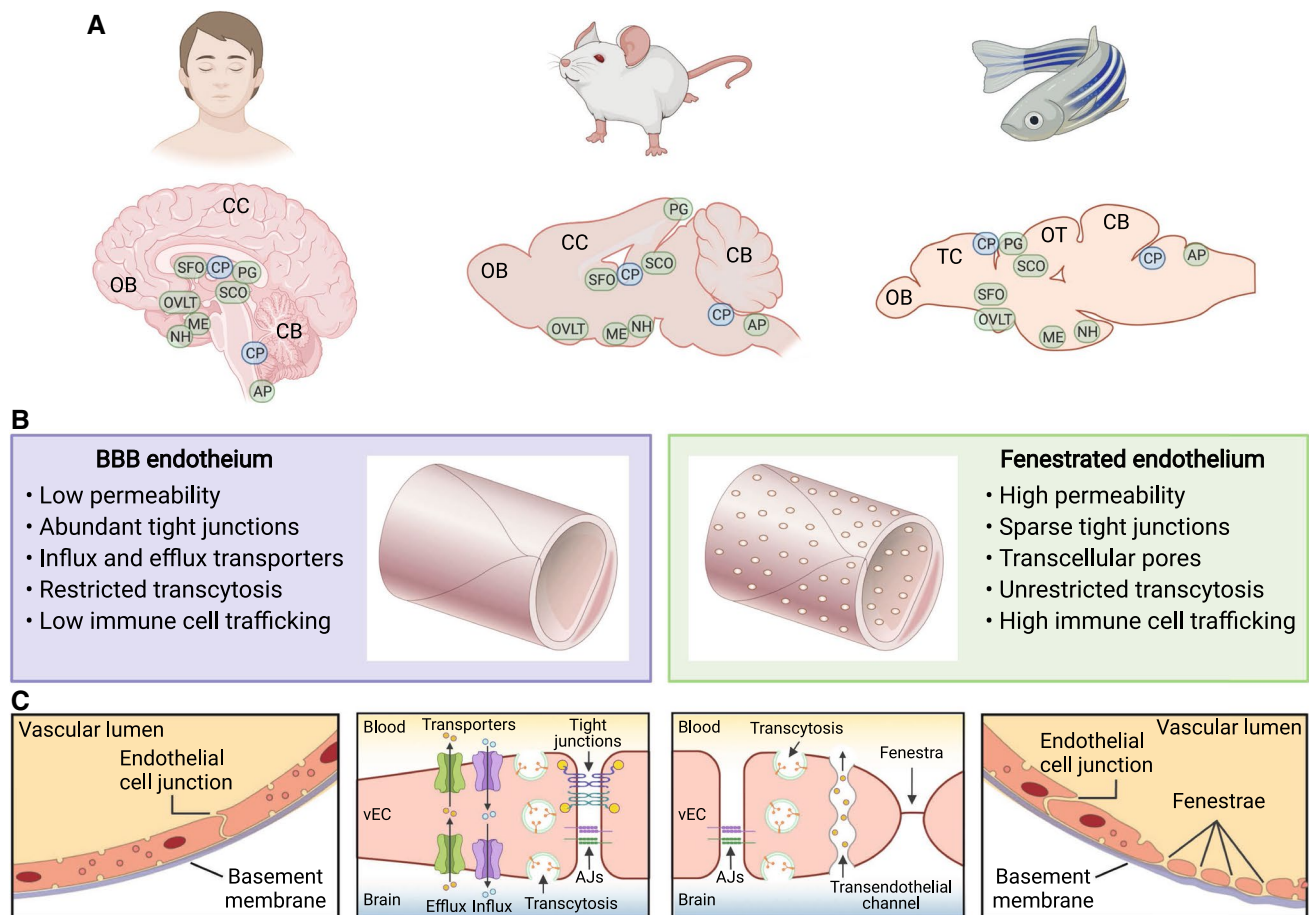 A
CC
OB
SFO
CP
PG
SCO
OVLT
ME
NH
CB
CP
AP
PG
CC
CB
OB
SFO
CP
SCO
CP
OVLT
ME
NH
AP
CB
OT
CP
PG
TC
SCO
CP
AP
OB
SFO
OVLT
ME
NH
B
BBB endotheium
• Low permeability
• Abundant tight junctions
• Influx and efflux transporters
• Restricted transcytosis
• Low immune cell trafficking
Fenestrated endothelium
• High permeability
• Sparse tight junctions
• Transcellular pores
• Unrestricted transcytosis
• High immune cell trafficking
C
Vascular lumen
Endothelial
cell junction
Basement
membrane
Blood
Transporters
Tight
junctions
vEC
AJs
Brain
Efflux Influx
Transcytosis
Blood
Transcytosis
Fenestra
vEC
AJs
Transendothelial
channel
Brain
Vascular lumen
Endothelial
cell junction
Fenestrae
Basement
membrane